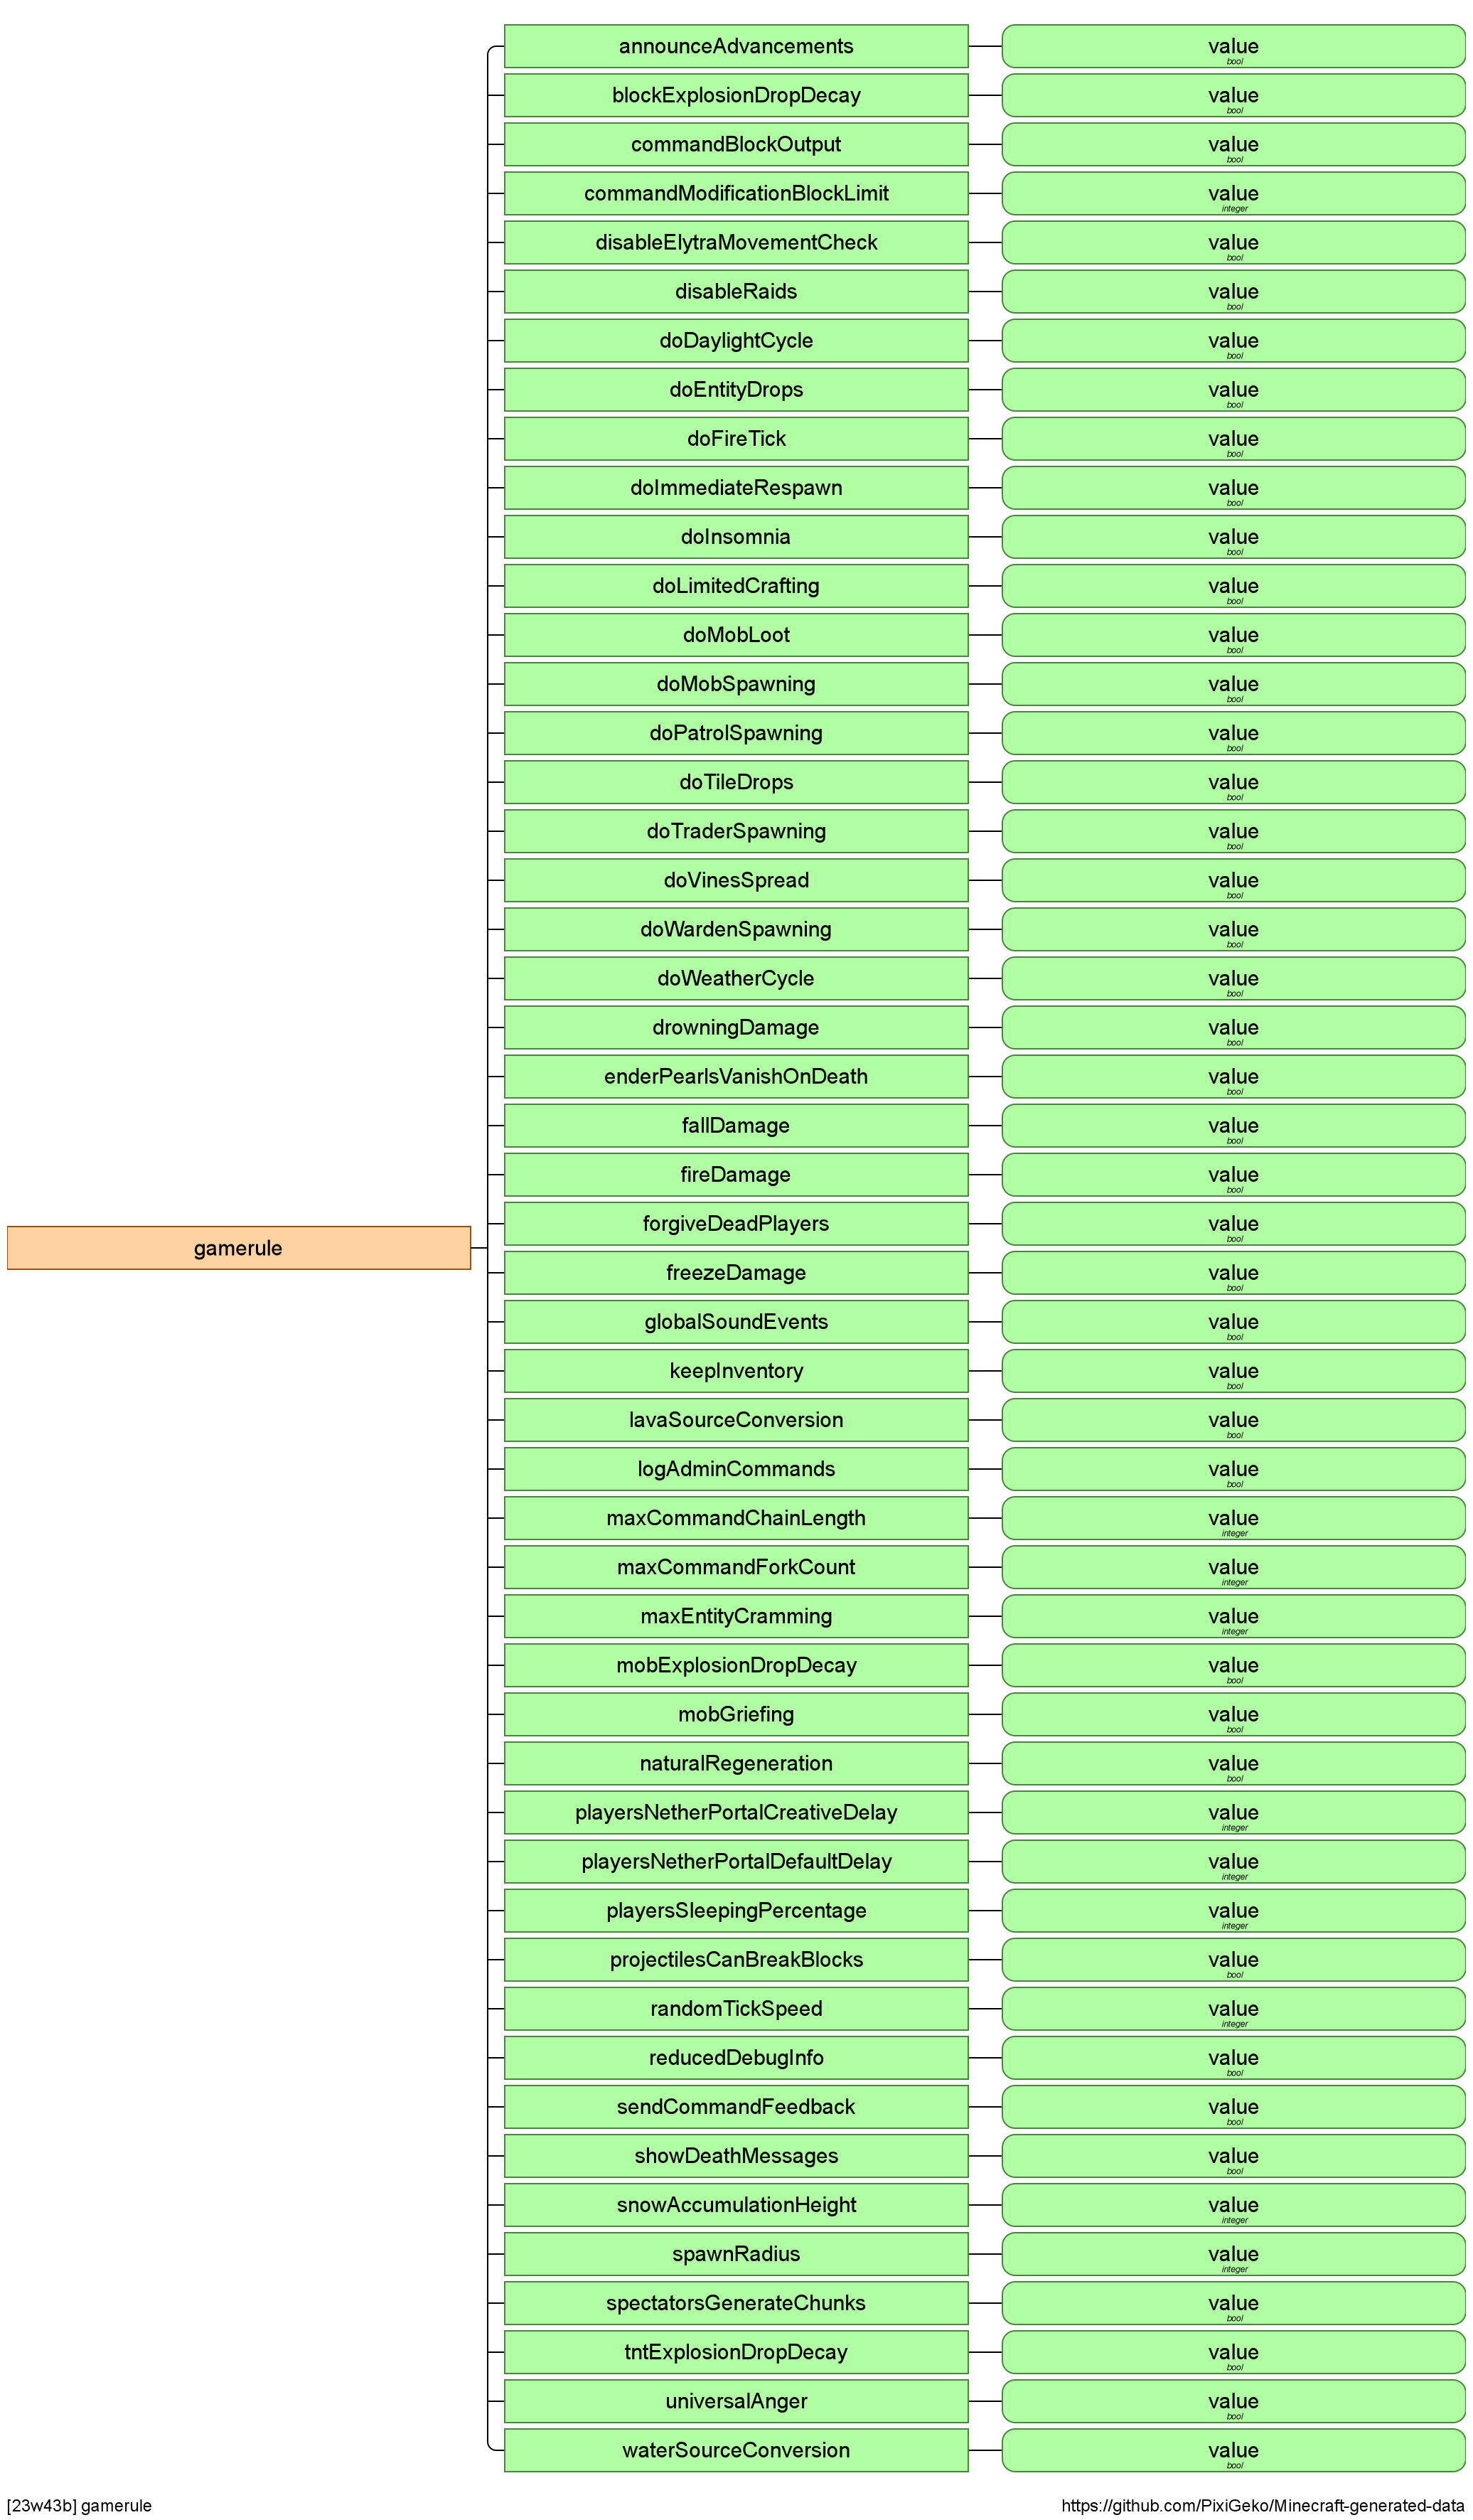 announceAdvancements
value
bool
blockExplosionDropDecay
value
bool
commandBlockOutput
value
bool
commandModificationBlockLimit
value
integer
disableElytraMovementCheck
value
bool
disableRaids
value
bool
doDaylightCycle
value
bool
doEntityDrops
value
bool
doFireTick
value
bool
doImmediateRespawn
value
bool
doInsomnia
value
bool
doLimitedCrafting
value
bool
doMobLoot
value
bool
doMobSpawning
value
bool
doPatrolSpawning
value
bool
doTileDrops
value
bool
doTraderSpawning
value
bool
doVinesSpread
value
bool
doWardenSpawning
value
bool
doWeatherCycle
value
bool
drowningDamage
value
bool
enderPearlsVanishOnDeath
value
bool
fallDamage
value
bool
fireDamage
value
bool
forgiveDeadPlayers
value
bool
gamerule
freezeDamage
value
bool
globalSoundEvents
value
bool
keepInventory
value
bool
lavaSourceConversion
value
bool
logAdminCommands
value
bool
maxCommandChainLength
value
integer
maxCommandForkCount
value
integer
maxEntityCramming
value
integer
mobExplosionDropDecay
value
bool
mobGriefing
value
bool
naturalRegeneration
value
bool
playersNetherPortalCreativeDelay
value
integer
playersNetherPortalDefaultDelay
value
integer
playersSleepingPercentage
value
integer
projectilesCanBreakBlocks
value
bool
randomTickSpeed
value
integer
reducedDebugInfo
value
bool
sendCommandFeedback
value
bool
showDeathMessages
value
bool
snowAccumulationHeight
value
integer
spawnRadius
value
integer
spectatorsGenerateChunks
value
bool
tntExplosionDropDecay
value
bool
universalAnger
value
bool
waterSourceConversion
value
bool
[23w43b] gamerule
https://github.com/PixiGeko/Minecraft-generated-data